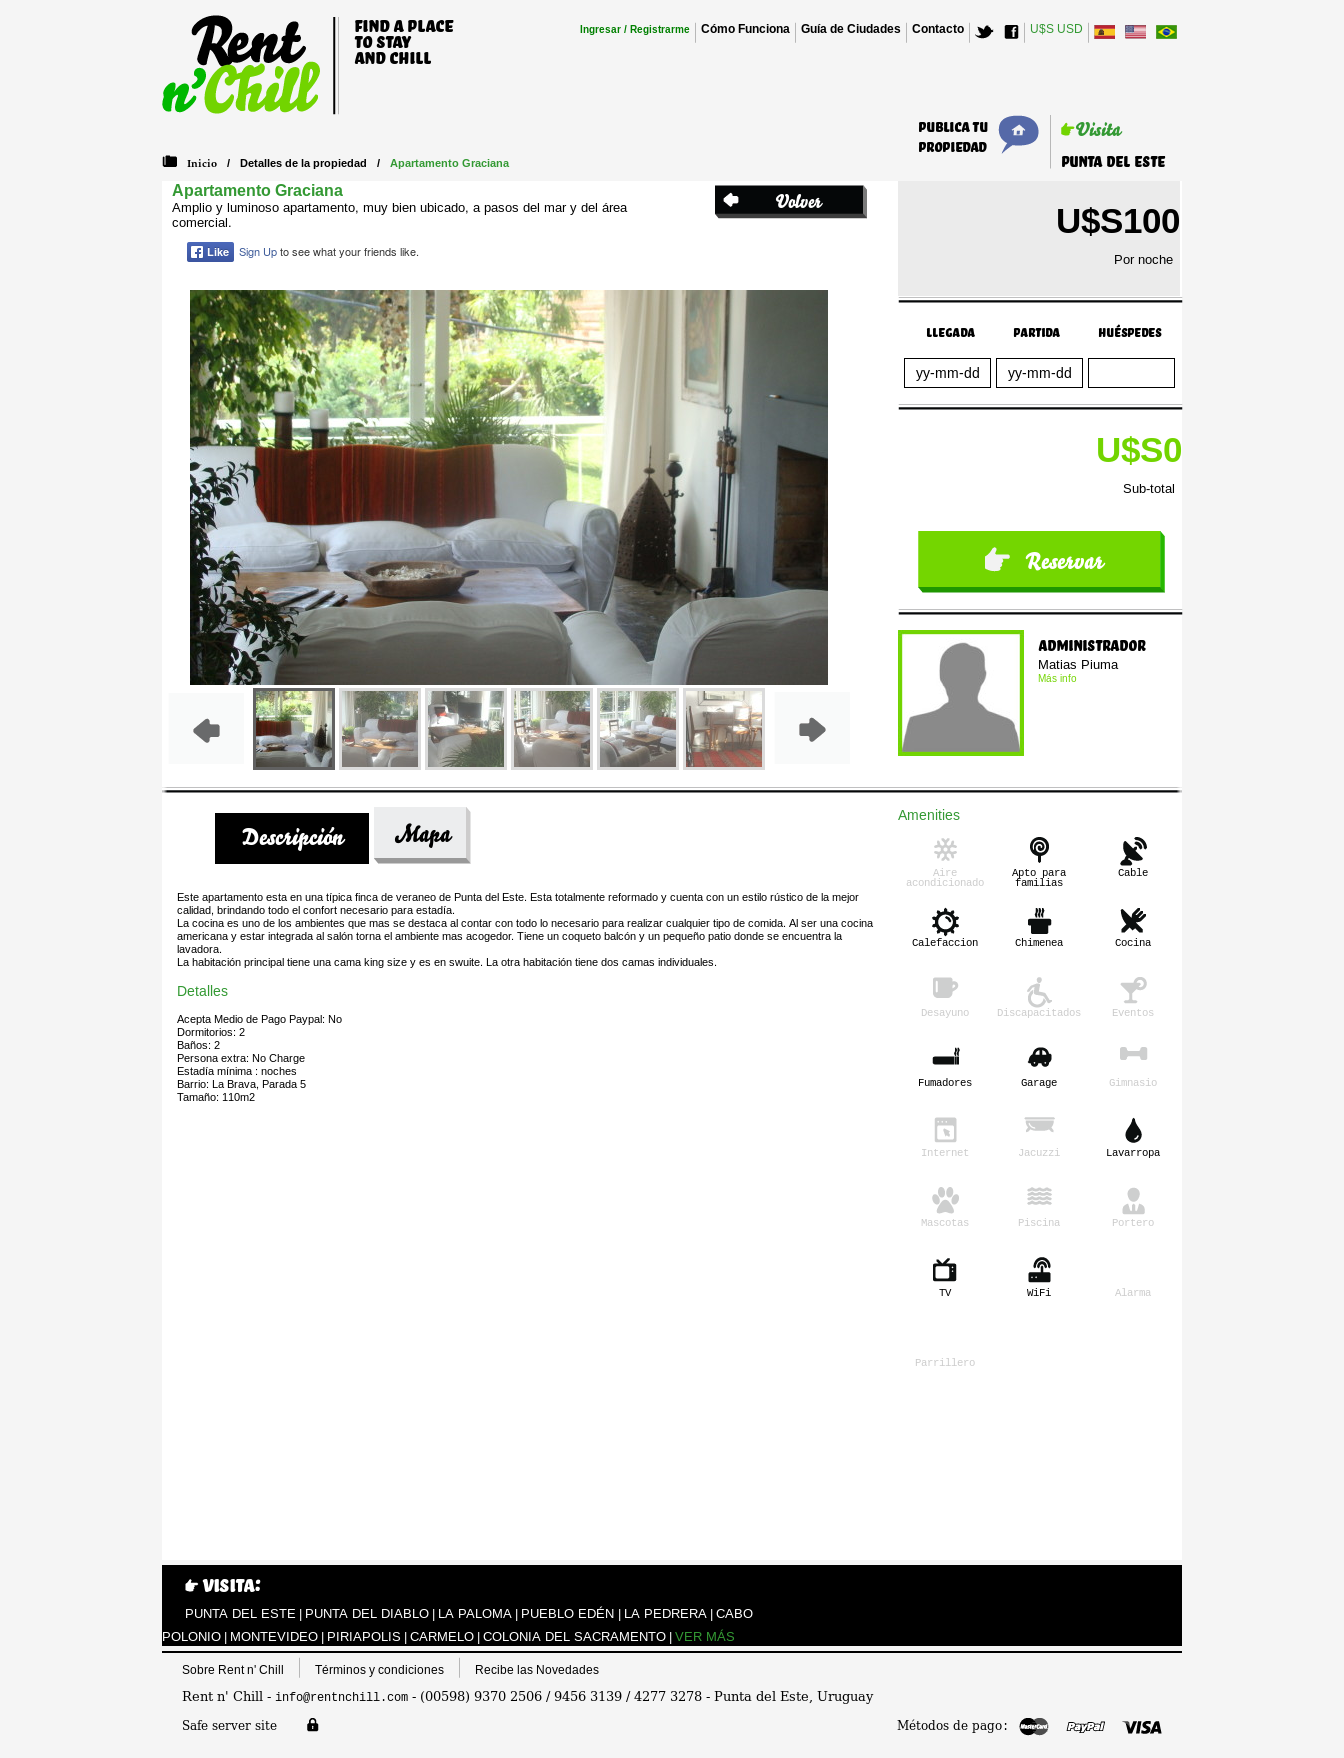 Rent
n'Chill
FIND A PLACE
TO STAY
AND CHILL
Ingresar / Registrarme
Cómo Funciona
Guía de Ciudades
Contacto
U$S USD
PUBLICA TU
PROPIEDAD
Visita
PUNTA DEL ESTE
Inicio / Detalles de la propiedad / Apartamento Graciana
Apartamento Graciana
Amplio y luminoso apartamento, muy bien ubicado, a pasos del mar y del área
comercial.
Volver
Like Sign Up to see what your friends like.
U$S100
Por noche
LLEGADA PARTIDA HUÉSPEDES
yy-mm-dd yy-mm-dd
U$S0
Sub-total
Reservar
ADMINISTRADOR
Matias Piuma
Más info
Descripción
Mapa
Este apartamento esta en una típica finca de veraneo de Punta del Este. Esta totalmente reformado y cuenta con un estilo rústico de la mejor
calidad, brindando todo el confort necesario para estadía.
La cocina es uno de los ambientes que mas se destaca al contar con todo lo necesario para realizar cualquier tipo de comida. Al ser una cocina
americana y estar integrada al salón torna el ambiente mas acogedor. Tiene un coqueto balcón y un pequeño patio donde se encuentra la
lavadora.
La habitación principal tiene una cama king size y es en swuite. La otra habitación tiene dos camas individuales.
Detalles
Acepta Medio de Pago Paypal: No
Dormitorios: 2
Baños: 2
Persona extra: No Charge
Estadía mínima : noches
Barrio: La Brava, Parada 5
Tamaño: 110m2
Amenities
Aire
acondicionado
Apto para
familias
Cable
Calefaccion
Chimenea
Cocina
Desayuno
Discapacitados
Eventos
Fumadores
Garage
Gimnasio
Internet
Jacuzzi
Lavarropa
Mascotas
Piscina
Portero
TV
WiFi
Alarma
Parrillero
VISITA:
PUNTA DEL ESTE | PUNTA DEL DIABLO | LA PALOMA | PUEBLO EDÉN | LA PEDRERA | CABO
POLONIO | MONTEVIDEO | PIRIAPOLIS | CARMELO | COLONIA DEL SACRAMENTO | VER MÁS
Sobre Rent n' Chill
Términos y condiciones
Recibe las Novedades
Rent n' Chill - info@rentnchill.com - (00598) 9370 2506 / 9456 3139 / 4277 3278 - Punta del Este, Uruguay
Safe server site
Métodos de pago: MasterCard PayPal VISA